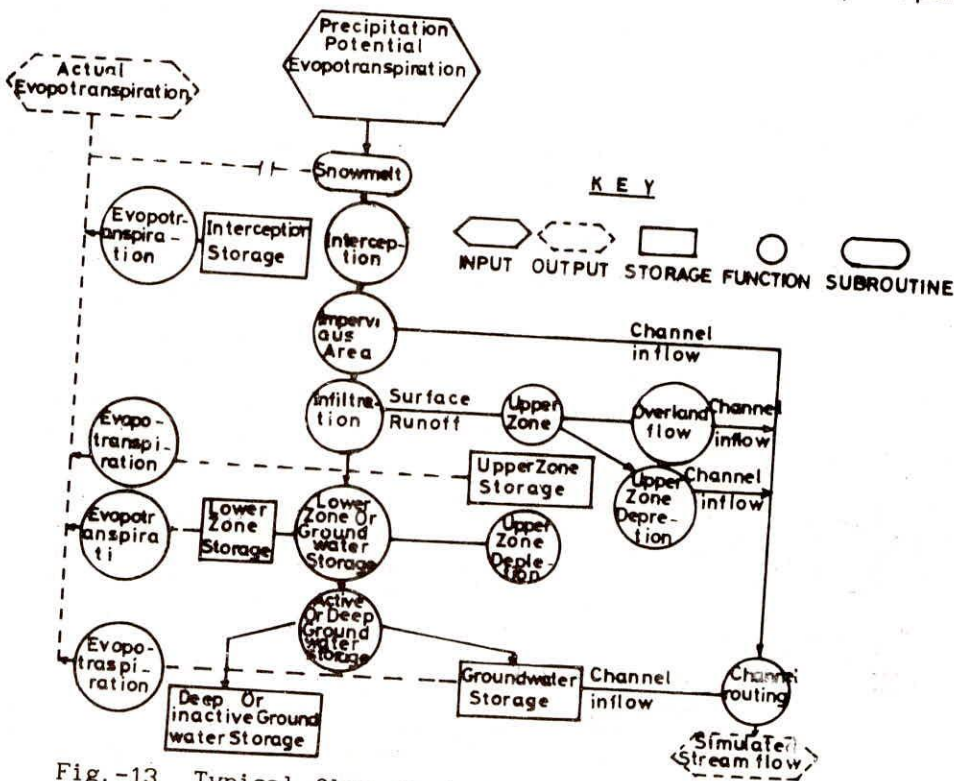 Precipitation
Potential
Evopotranspiration
Actual
Evopotranspiration
Snowmelt
KEY
INPUT OUTPUT STORAGE FUNCTION SUBROUTINE
Evopotr-
anspira-
tion
Interception
Storage
Intercep-
tion
Impervi
aus
Area
Channel
inflow
Infiltra-
tion
Surface
Runoff
Upper
Zone
Overland
flow
Channel
inflow
Evapo-
transpi-
ration
Upper Zone
Storage
Upper
Zone
Depre-
tion
Channel
inflow
Evapotr
anspirati
Lower
Zone
Storage
Lower
Zone Or
Ground
water
Storage
Upper
Zone
Deple-
tion
Active
Or Deep
Ground
water
Storage
Evapo-
traspi-
ration
Deep Or
inactive Ground
water Storage
Groundwater
Storage
Channel
inflow
Channel
routing
Simulated
Stream flow
Fig.-13 Typical